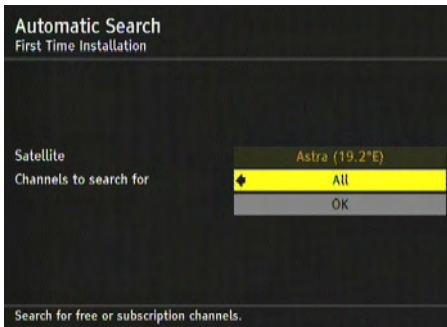 Automatic Search
First Time Installation
Satellite
Astra (19.2°E)
Channels to search for
All
OK
Search for free or subscription channels.